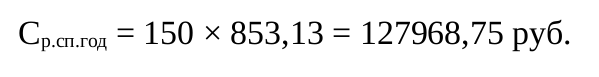 Ср.сп.год = 150 × 853,13 = 127968,75 руб.